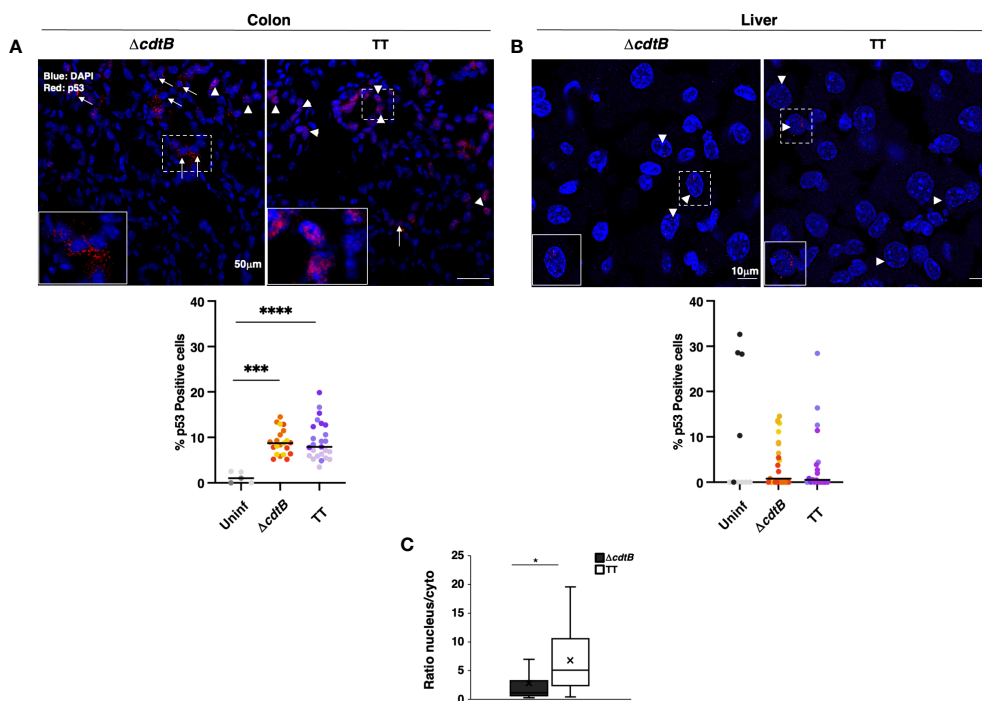 Colon
Liver
A
ΔcdtB
TT
B
ΔcdtB
TT
Blue: DAPI
Red: p53
50μm
10μm
% p53 Positive cells
40
30
20
10
0
****
***
Uninf
ΔcdtB
TT
% p53 Positive cells
40
30
20
10
0
Uninf
ΔcdtB
TT
C
Ratio nucleus/cyto
25
20
15
10
5
0
*
ΔcdtB
TT